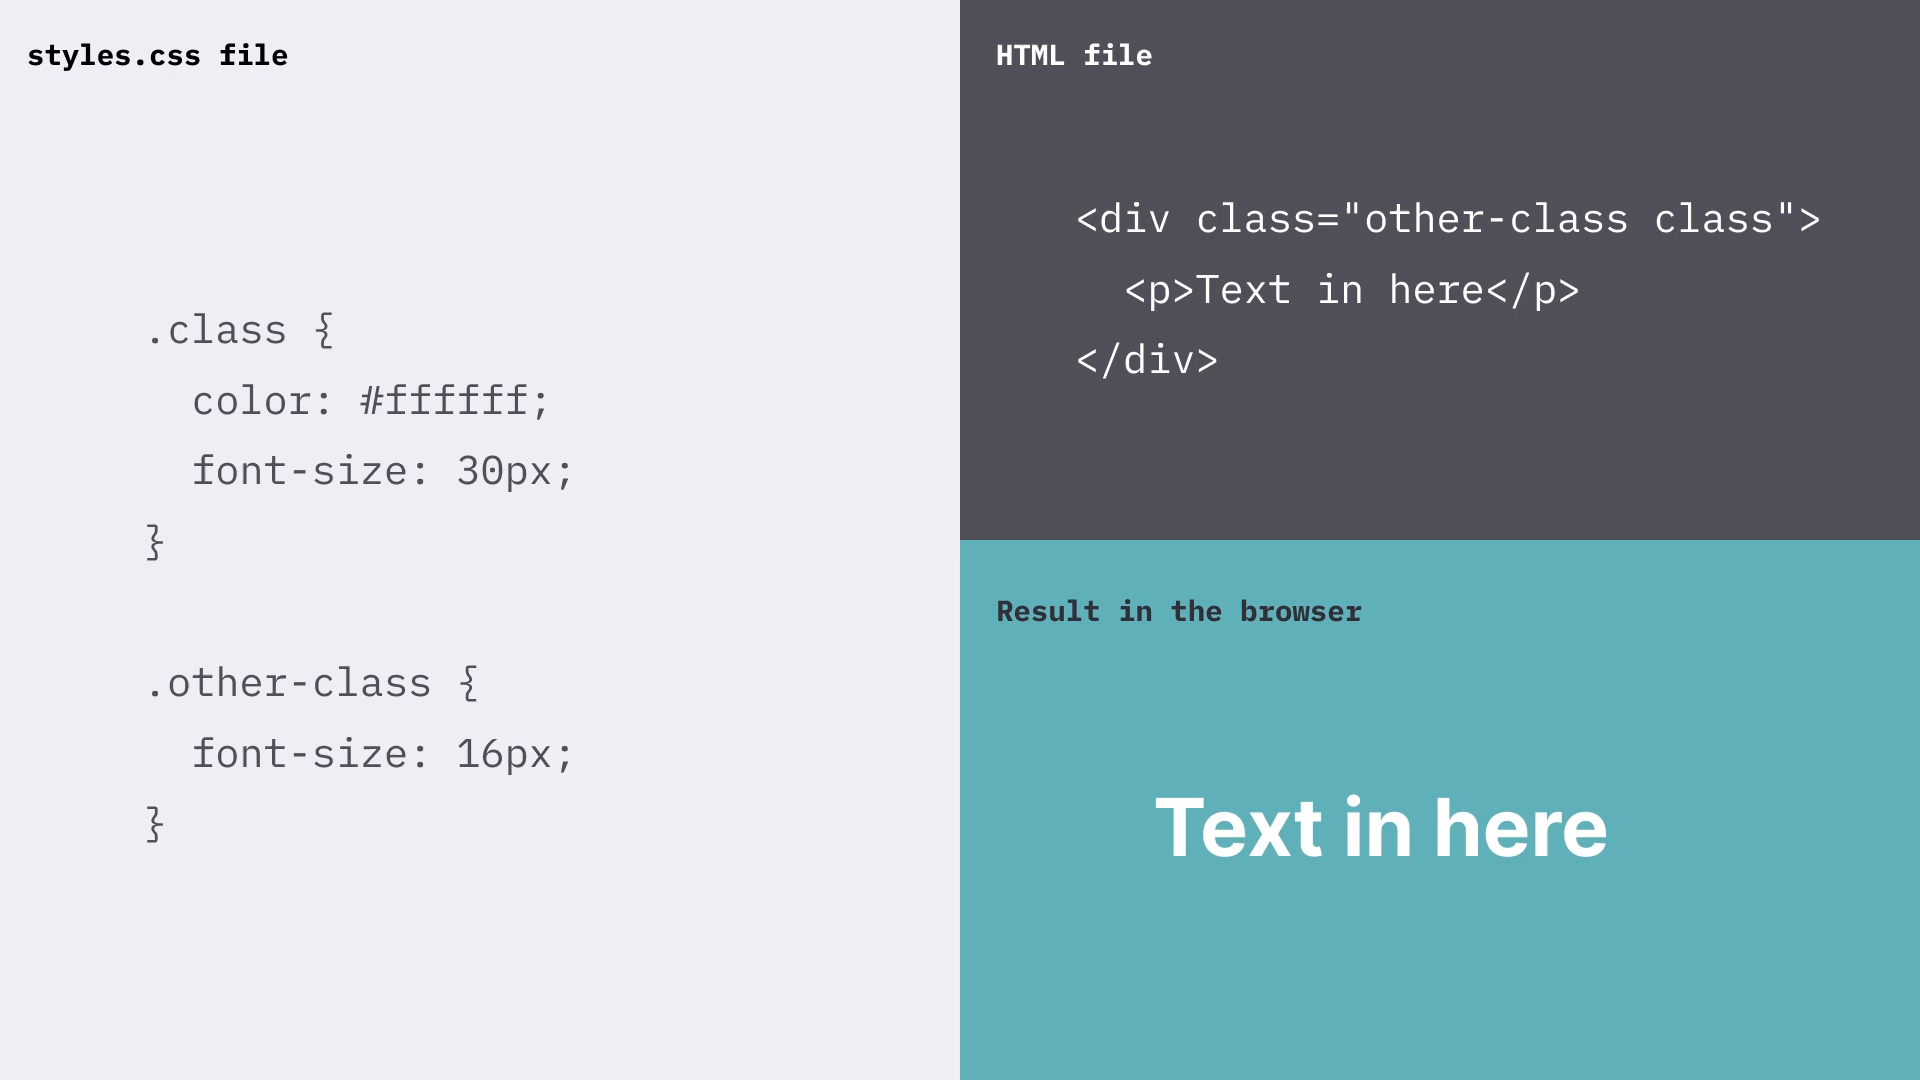 styles.css file
.class {
  color: #ffffff;
  font-size: 30px;
}
.other-class {
  font-size: 16px;
}
HTML file
<div class="other-class class">
  <p>Text in here</p>
</div>
Result in the browser
Text in here